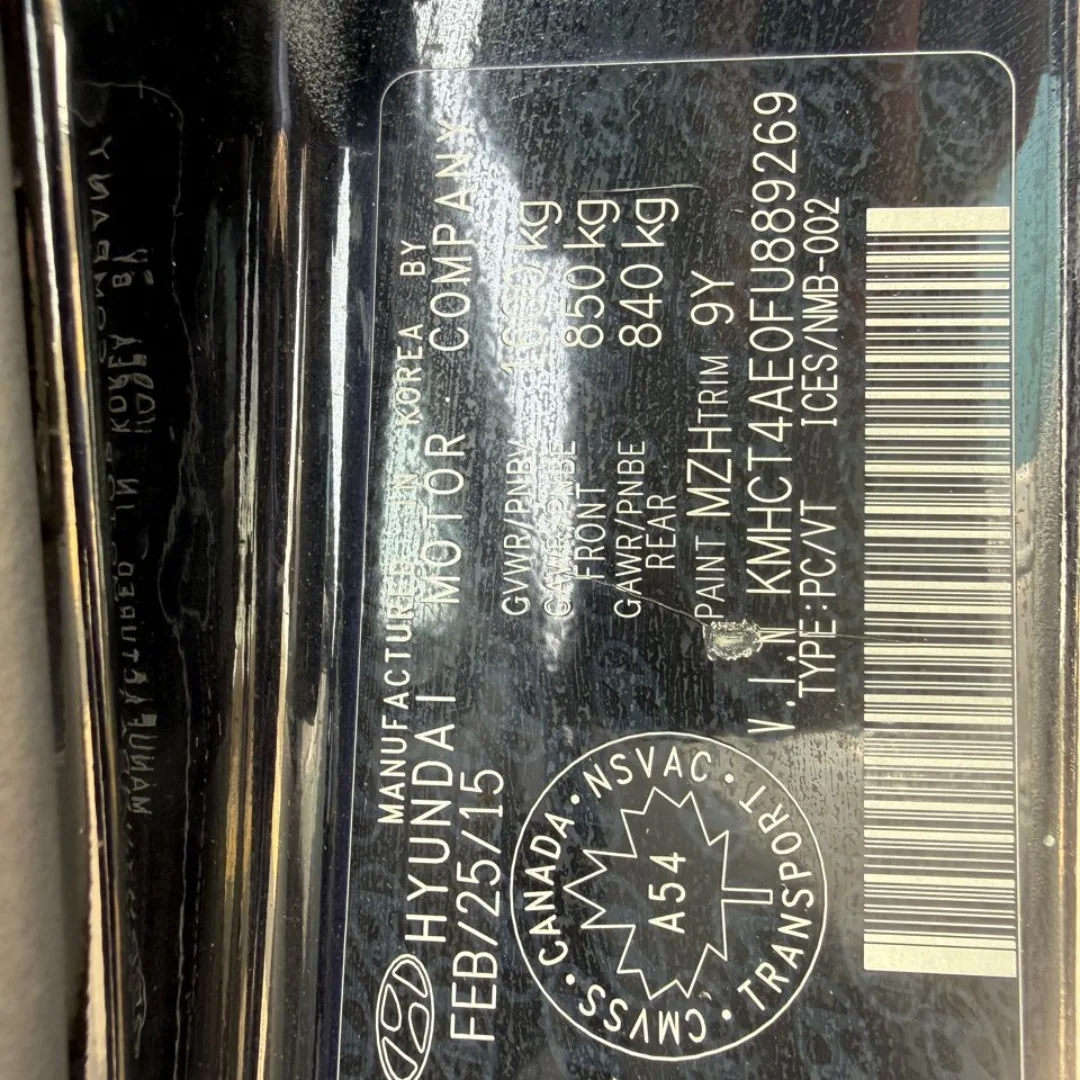 MANUFACTURED IN KOREA BY
HYUNDAI MOTOR COMPANY
FEB/25/15
GVWR/PNBV kg
GAWR/PNBE FRONT 850 kg
GAWR/PNBE REAR 840 kg
PAINT MZH TRIM 9Y
V.I.N KMHCT4AE0FU889269
TYPE:PC/VT ICES/NMB-002
CANADA · NSVAC · TRANSPORT · CMVSS ·
A54